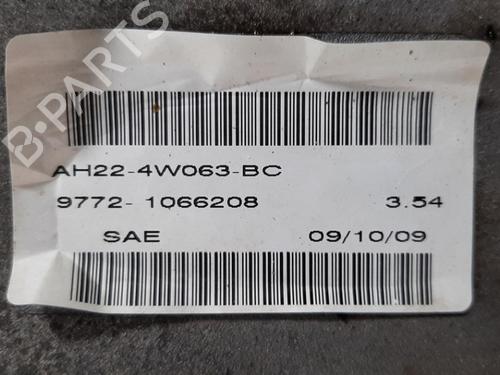 B-PARTS
AH22-4W063-BC
9772- 1066208 3.54
SAE 09/10/09